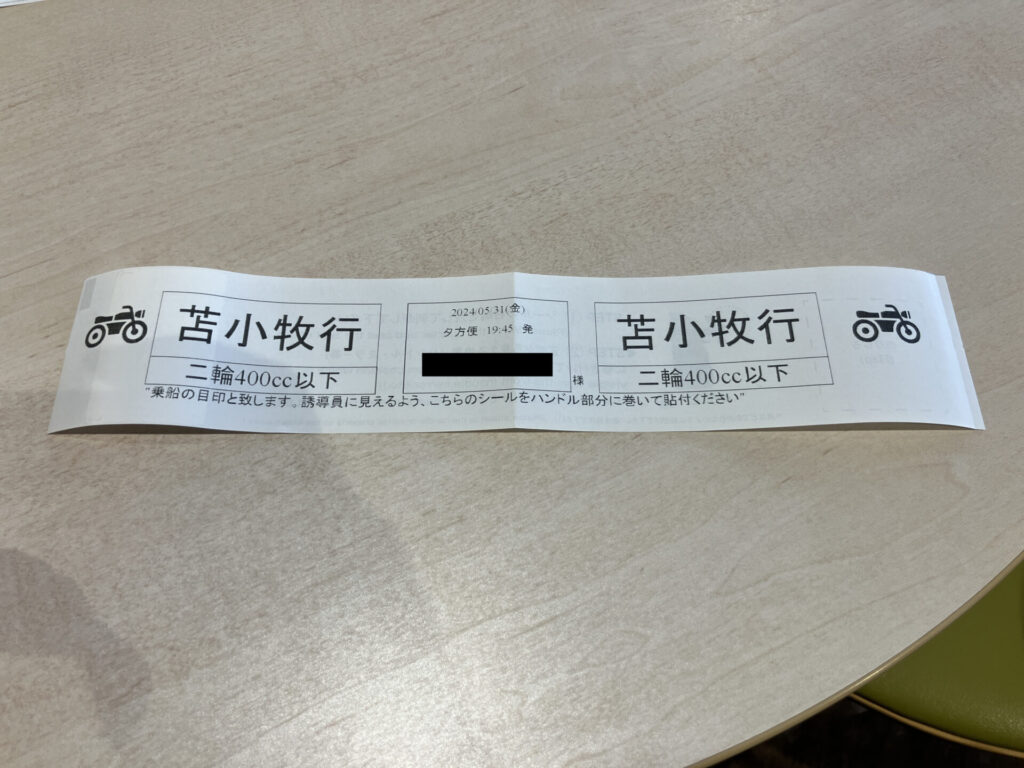 苫小牧行
二輪400cc以下
2024/05/31(金)
夕方便 19:45 発
様
苫小牧行
二輪400cc以下
"乗船の目印と致します。誘導員に見えるよう、こちらのシールをハンドル部分に巻いて貼付ください"